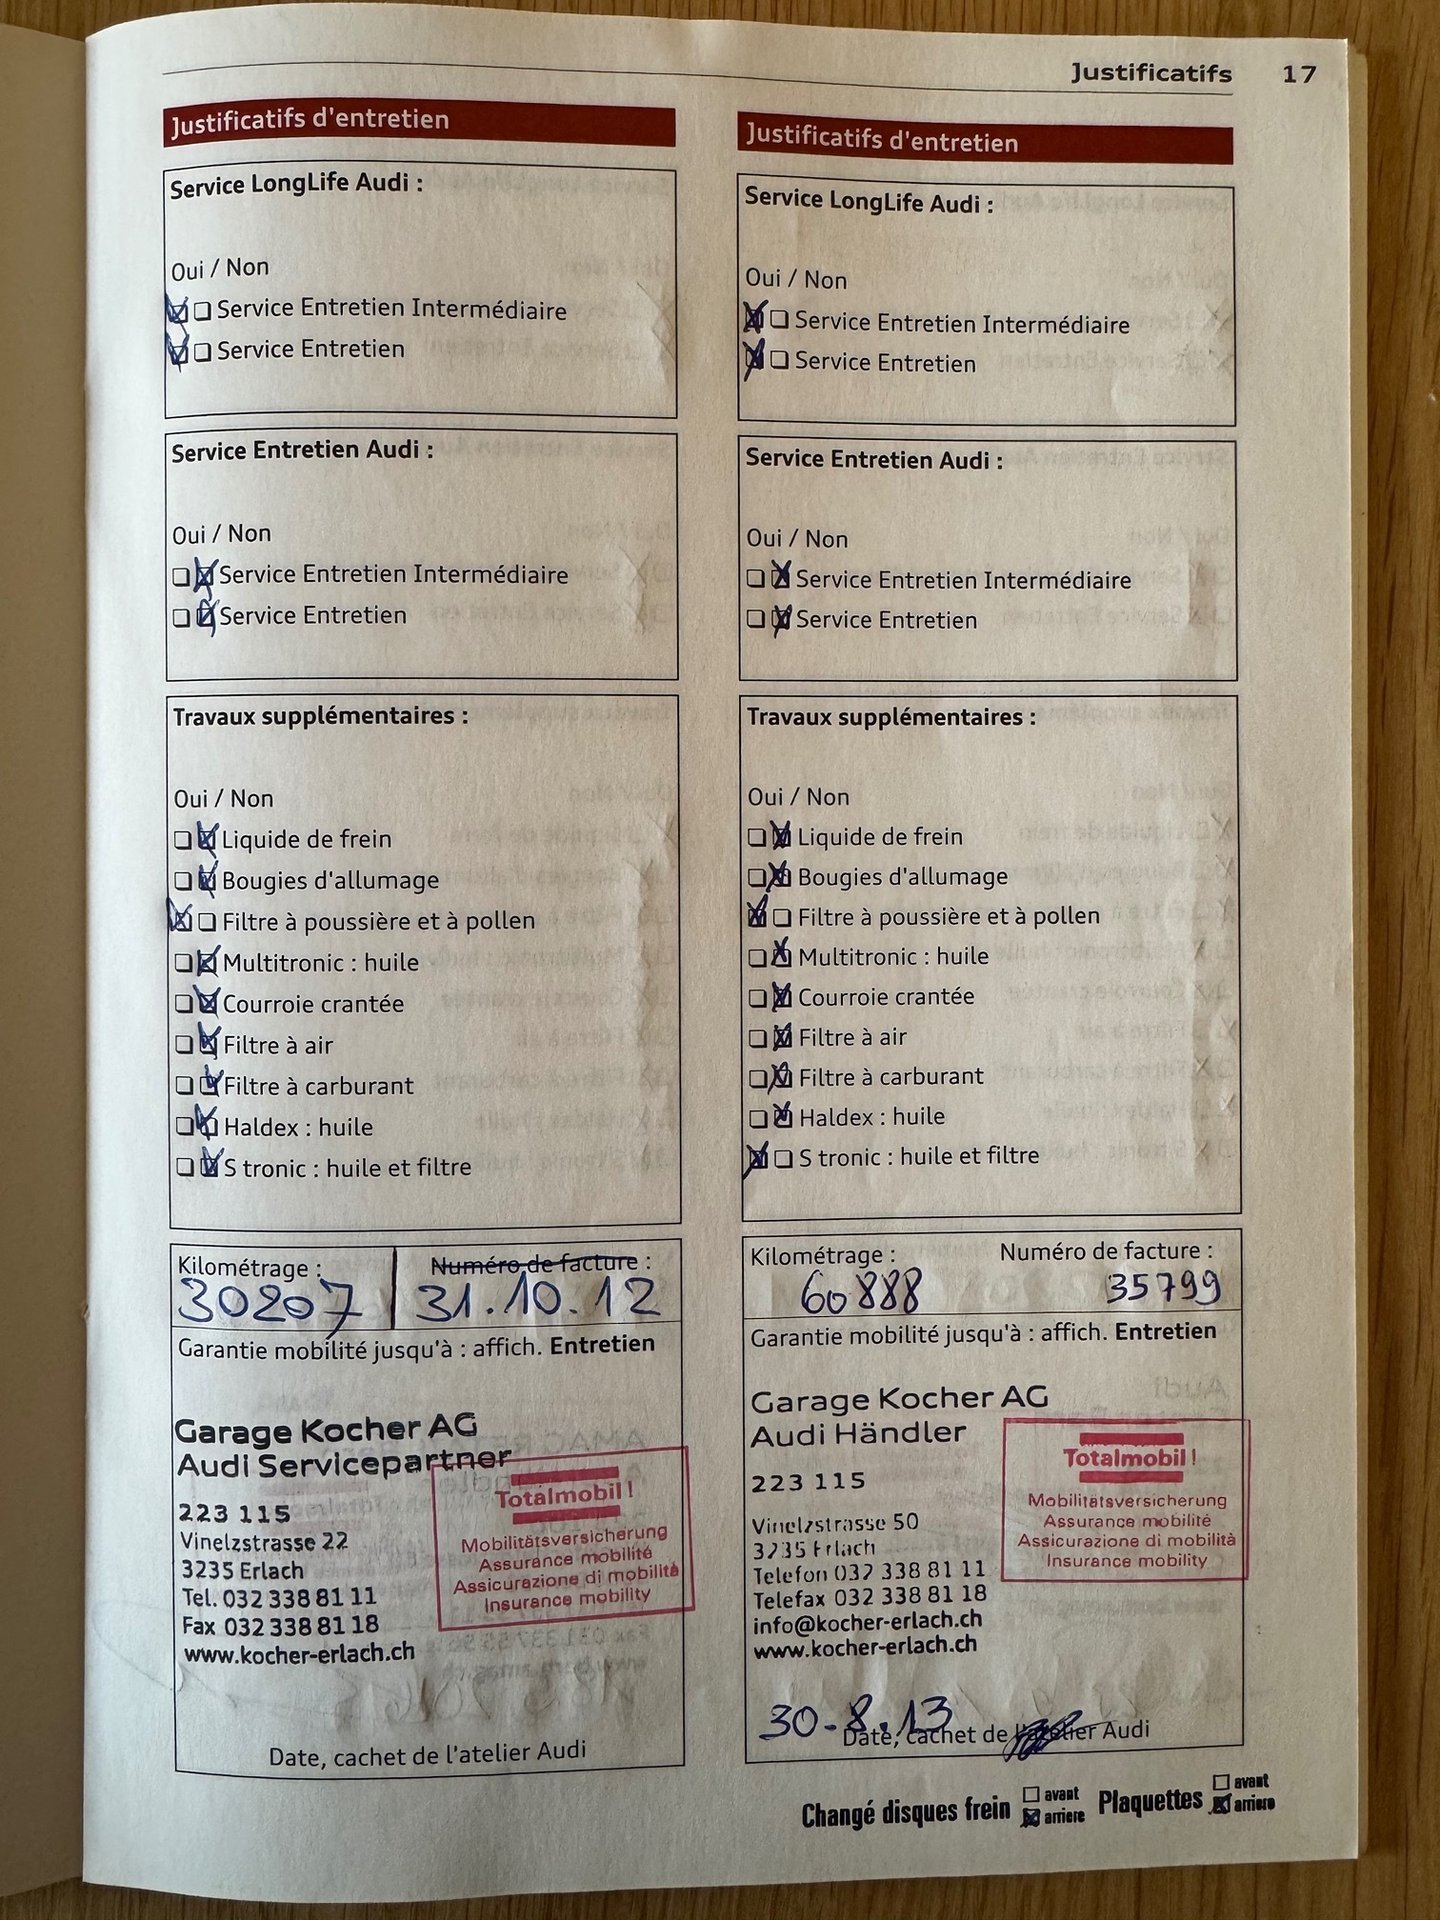 Justificatifs 17
Justificatifs d'entretien
Service LongLife Audi :
Oui / Non
Service Entretien Intermédiaire
Service Entretien
Service Entretien Audi :
Oui / Non
Service Entretien Intermédiaire
Service Entretien
Travaux supplémentaires :
Oui / Non
Liquide de frein
Bougies d'allumage
Filtre à poussière et à pollen
Multitronic : huile
Courroie crantée
Filtre à air
Filtre à carburant
Haldex : huile
S tronic : huile et filtre
Kilométrage : Numéro de facture :
30207 31.10.12
Garantie mobilité jusqu'à : affich. Entretien
Garage Kocher AG
Audi Servicepartner
223 115
Vinelzstrasse 22
3235 Erlach
Tel. 032 338 81 11
Fax 032 338 81 18
www.kocher-erlach.ch
Totalmobil!
Mobilitätsversicherung
Assurance mobilité
Assicurazione di mobilità
Insurance mobility
Date, cachet de l'atelier Audi
Justificatifs d'entretien
Service LongLife Audi :
Oui / Non
Service Entretien Intermédiaire
Service Entretien
Service Entretien Audi :
Oui / Non
Service Entretien Intermédiaire
Service Entretien
Travaux supplémentaires :
Oui / Non
Liquide de frein
Bougies d'allumage
Filtre à poussière et à pollen
Multitronic : huile
Courroie crantée
Filtre à air
Filtre à carburant
Haldex : huile
S tronic : huile et filtre
Kilométrage : Numéro de facture :
60888 35799
Garantie mobilité jusqu'à : affich. Entretien
Garage Kocher AG
Audi Händler
223 115
Vinelzstrasse 50
3235 Erlach
Telefon 032 338 81 11
Telefax 032 338 81 18
info@kocher-erlach.ch
www.kocher-erlach.ch
Totalmobil!
Mobilitätsversicherung
Assurance mobilité
Assicurazione di mobilità
Insurance mobility
30-8.13
Date, cachet de l'atelier Audi
Changé disques frein avant arriere Plaquettes avant arriere